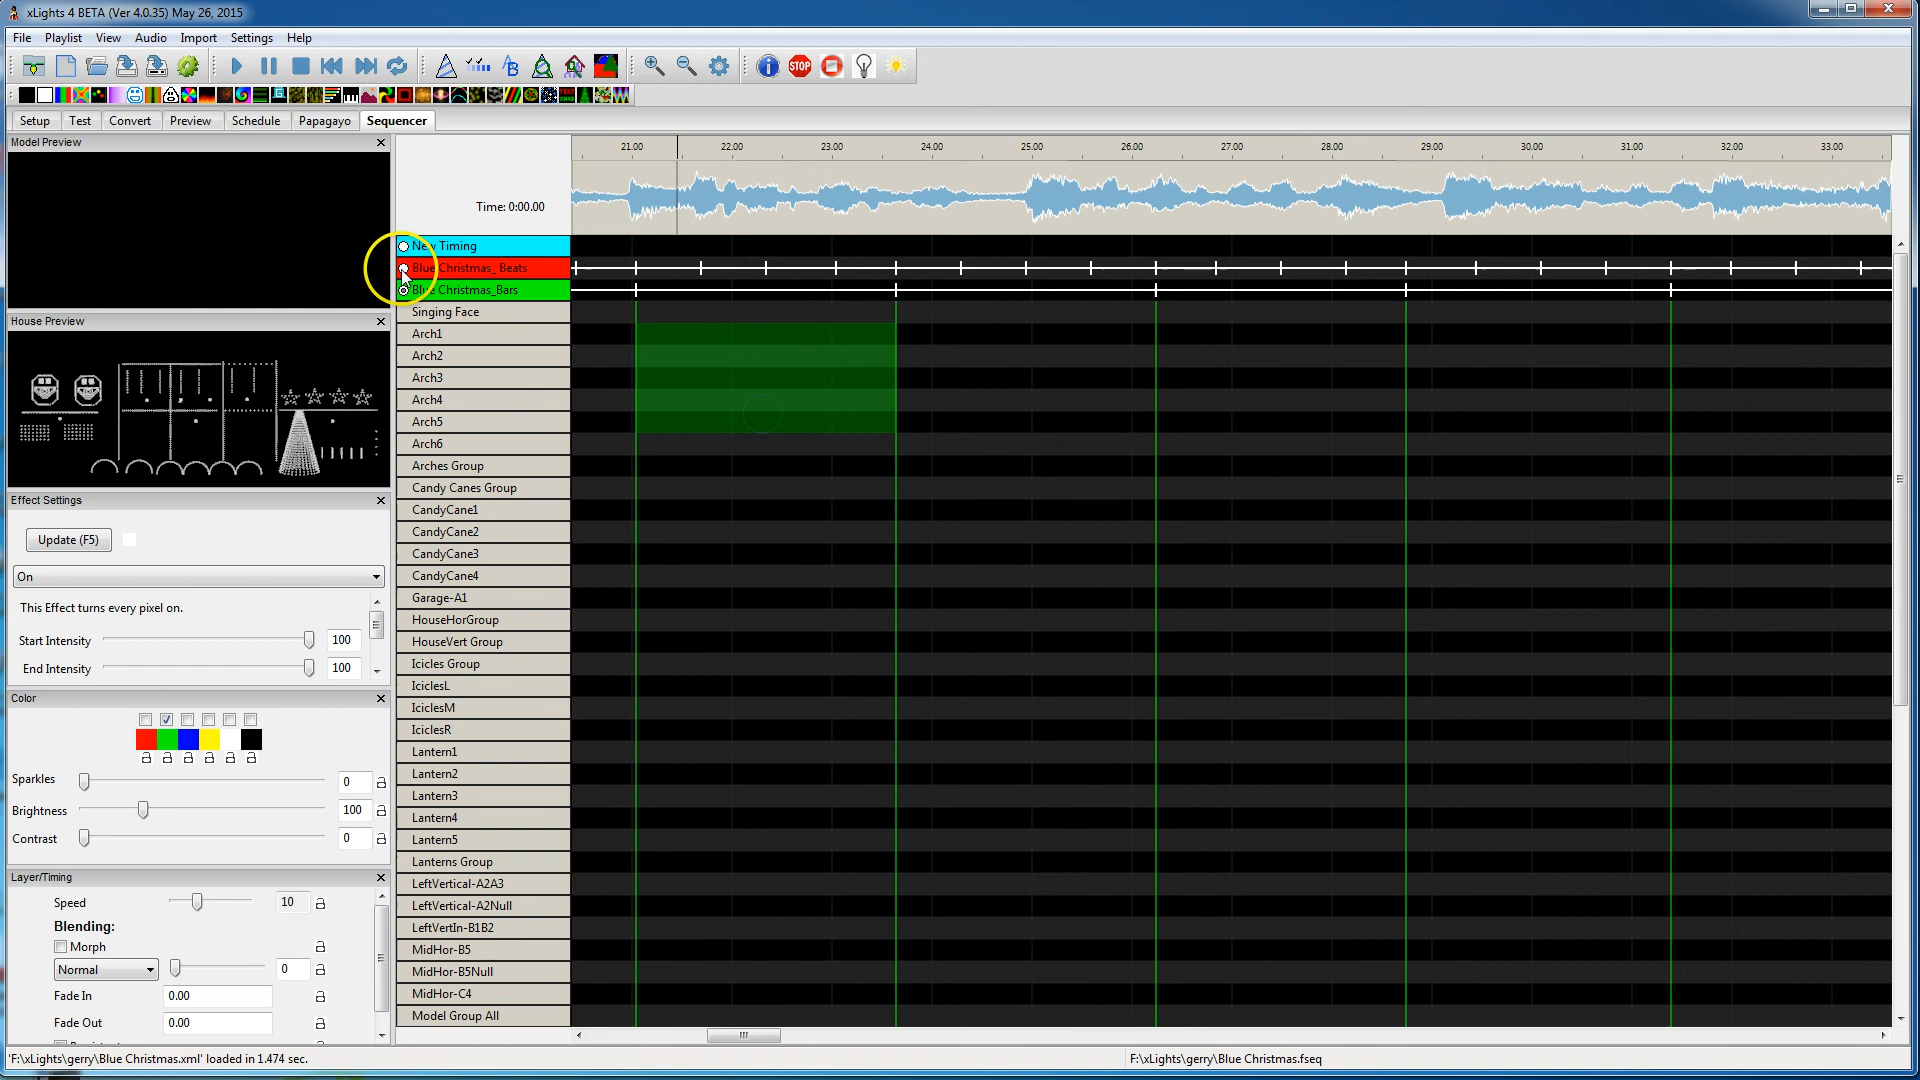 xLights 4 BETA (Ver 4.0.35) May 26, 2015
File Playlist View Audio Import Settings Help
STOP
Setup Test Convert Preview Schedule Papagayo Sequencer
Model Preview
House Preview
Effect Settings
Update (F5)
On
This Effect turns every pixel on.
Start Intensity 100
End Intensity 100
Color
Sparkles 0
Brightness 100
Contrast 0
Layer/Timing
Speed 10
Blending:
Morph
Normal 0
Fade In 0.00
Fade Out 0.00
21.00 22.00 23.00 24.00 25.00 26.00 27.00 28.00 29.00 30.00 31.00 32.00 33.00
Time: 0:00.00
New Timing
Blue Christmas_ Beats
Blue Christmas_Bars
Singing Face
Arch1
Arch2
Arch3
Arch4
Arch5
Arch6
Arches Group
Candy Canes Group
CandyCane1
CandyCane2
CandyCane3
CandyCane4
Garage-A1
HouseHorGroup
HouseVert Group
Icicles Group
IciclesL
IciclesM
IciclesR
Lantern1
Lantern2
Lantern3
Lantern4
Lantern5
Lanterns Group
LeftVertical-A2A3
LeftVertical-A2Null
LeftVertIn-B1B2
MidHor-B5
MidHor-B5Null
MidHor-C4
Model Group All
'F:\xLights\gerry\Blue Christmas.xml' loaded in 1.474 sec.
F:\xLights\gerry\Blue Christmas.fseq